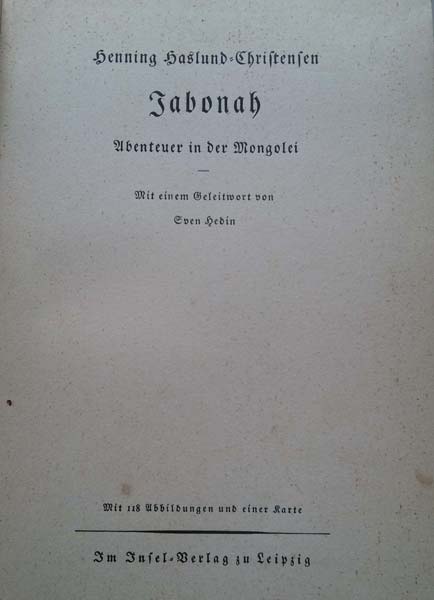 Henning Haslund-Christensen
Jabonah
Abenteuer in der Mongolei
—
Mit einem Geleitwort von
Sven Hedin
Mit 118 Abbildungen und einer Karte
Im Insel-Verlag zu Leipzig